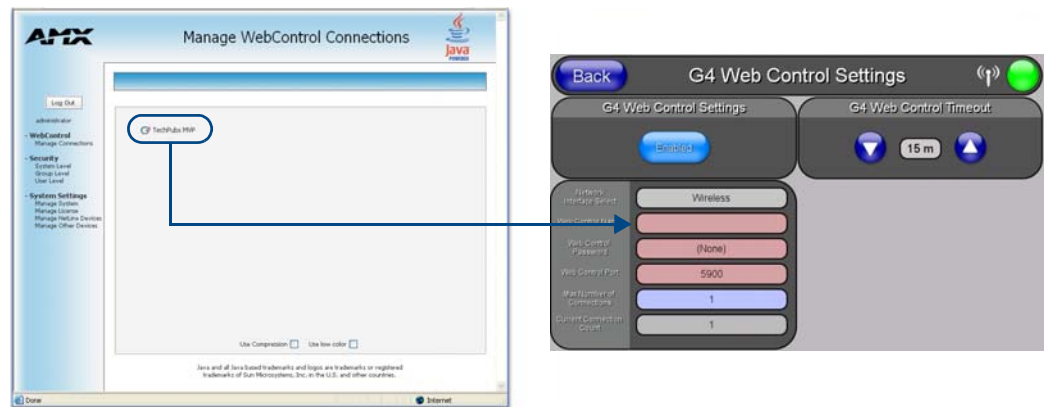 AMX
Manage WebControl Connections
Java
POWERED
Log Out
administrator
- WebControl
Manage Connections
- Security
System Level
Group Level
User Level
- System Settings
Manage System
Manage License
Manage NetLinx Devices
Manage Other Devices
TechPubs MVP
Use Compression
Use low color
Java and all Java based trademarks and logos are trademarks or registered
trademarks of Sun Microsystems, Inc. in the U.S. and other countries.
Done
Internet
Back
G4 Web Control Settings
G4 Web Control Settings
Enabled
G4 Web Control Timeout
15 m
Network
Interface Select
Wireless
Web Control Name
Web Control
Password
(None)
Web Control Port
5900
Max Number of
Connections
1
Current Connection
Count
1